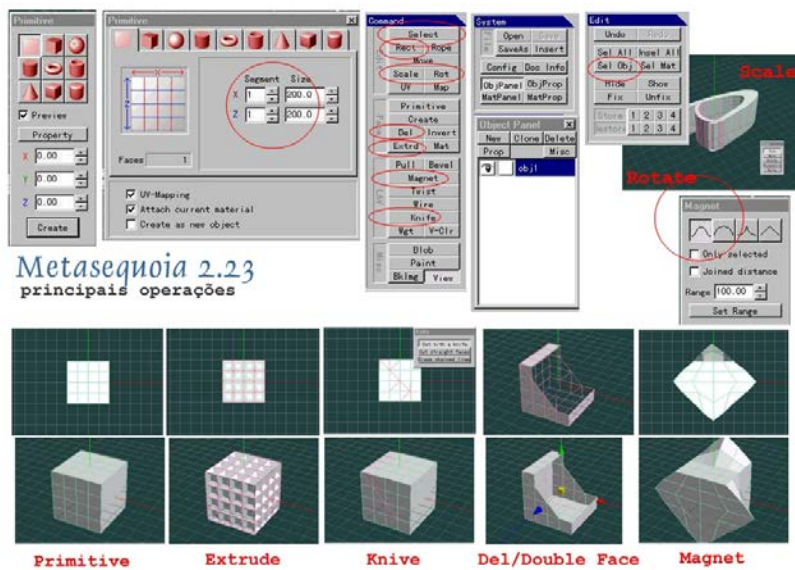 Primitive
Preview
Property
X 0.00
Y 0.00
Z 0.00
Create
Primitive
Segment Size
X 1 200.0
Z 1 200.0
Faces 1
UV-Mapping
Attach current material
Create as new object
Command
Select
Rect Rope
Move
Scale Rot
UV Map
Primitive
Create
Del Invert
Extrd Mat
Pull Bevel
Magnet
Twist
Wire
Knife
Wgt V-Clr
Blob
Paint
BkImg View
System
Open Save
SaveAs Insert
Config Dos Info
ObjPanel ObjProp
MatPanel MatProp
Object Panel
New Clone Delete
Prop Misc
obj1
Edit
Undo Redo
Sel All Insel All
Sel Obj Sel Mat
Hide Show
Fix Unfix
Store 1 2 3 4
Restore 1 2 3 4
Scale
Rotate
Magnet
Only selected
Joined distance
Range 100.00
Set Range
Metasequoia 2.23
principais operações
Primitive
Extrude
Knive
Del/Double Face
Magnet